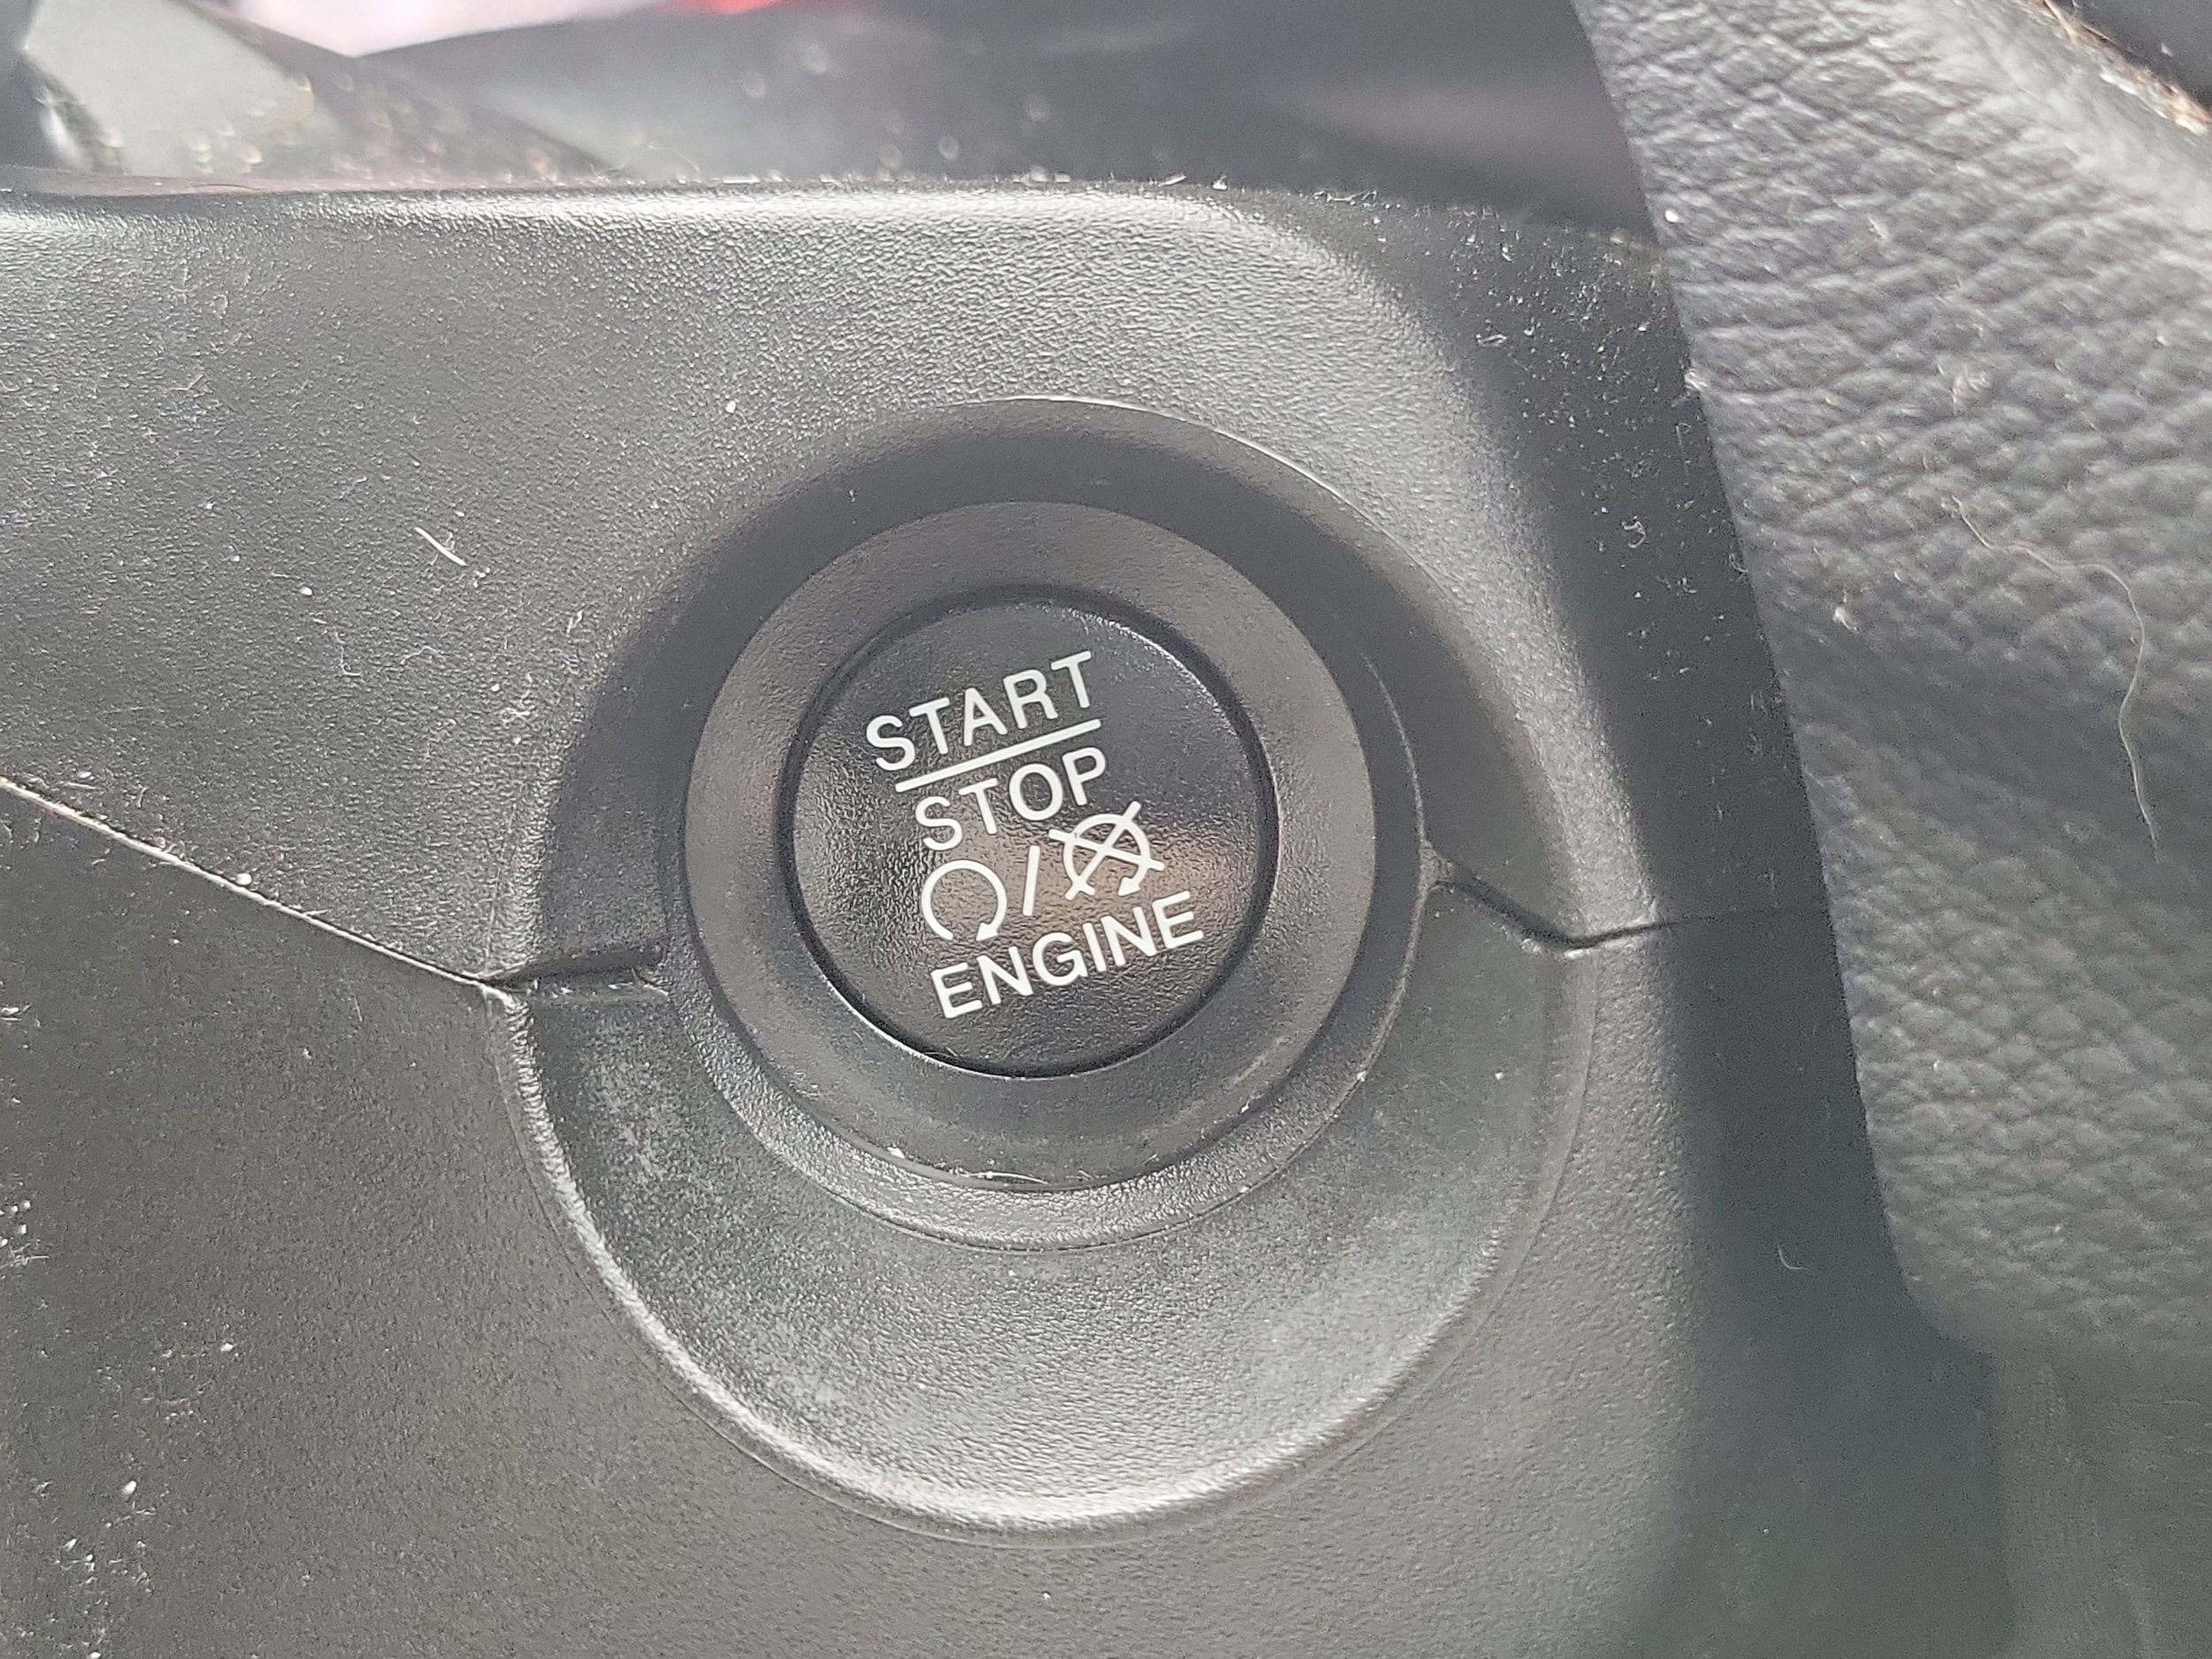 START
STOP
/
ENGINE